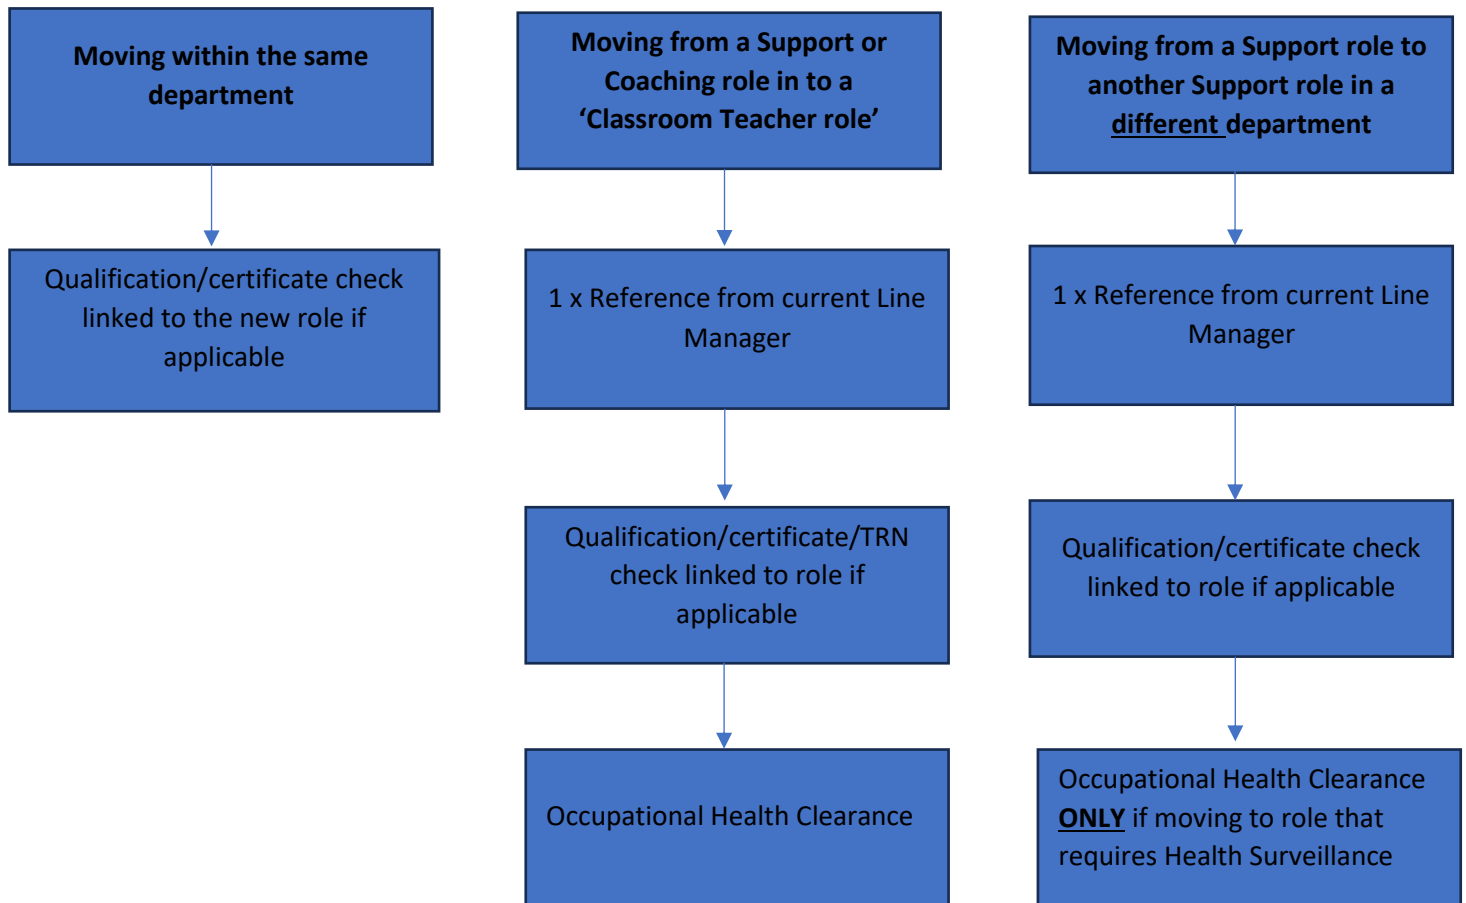 Moving within the same
department
Qualification/certificate check
linked to the new role if
applicable
Moving from a Support or
Coaching role in to a
‘Classroom Teacher role’
1 x Reference from current Line
Manager
Qualification/certificate/TRN
check linked to role if
applicable
Occupational Health Clearance
Moving from a Support role to
another Support role in a
different department
1 x Reference from current Line
Manager
Qualification/certificate check
linked to role if applicable
Occupational Health Clearance
ONLY if moving to role that
requires Health Surveillance